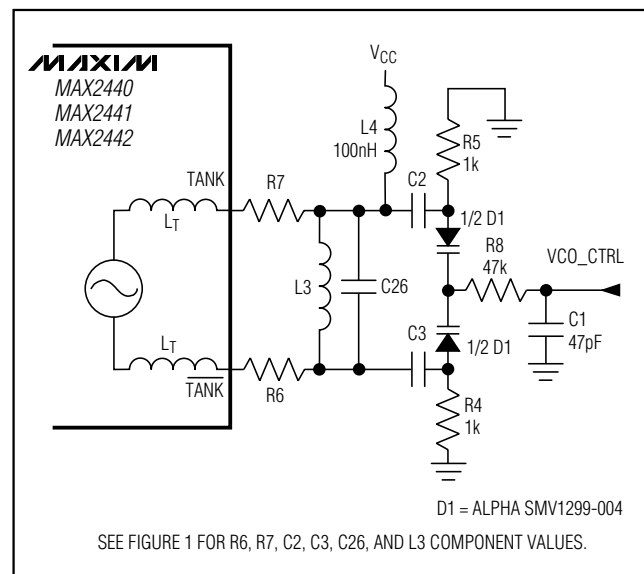 MAXIM
MAX2440
MAX2441
MAX2442
TANK
R7
VCC
L4
100nH
C2
R5
1k
1/2 D1
R8
47k
VCO_CTRL
LT
L3
C26
C1
47pF
C3
1/2 D1
LT
TANK
R6
R4
1k
D1 = ALPHA SMV1299-004
SEE FIGURE 1 FOR R6, R7, C2, C3, C26, AND L3 COMPONENT VALUES.